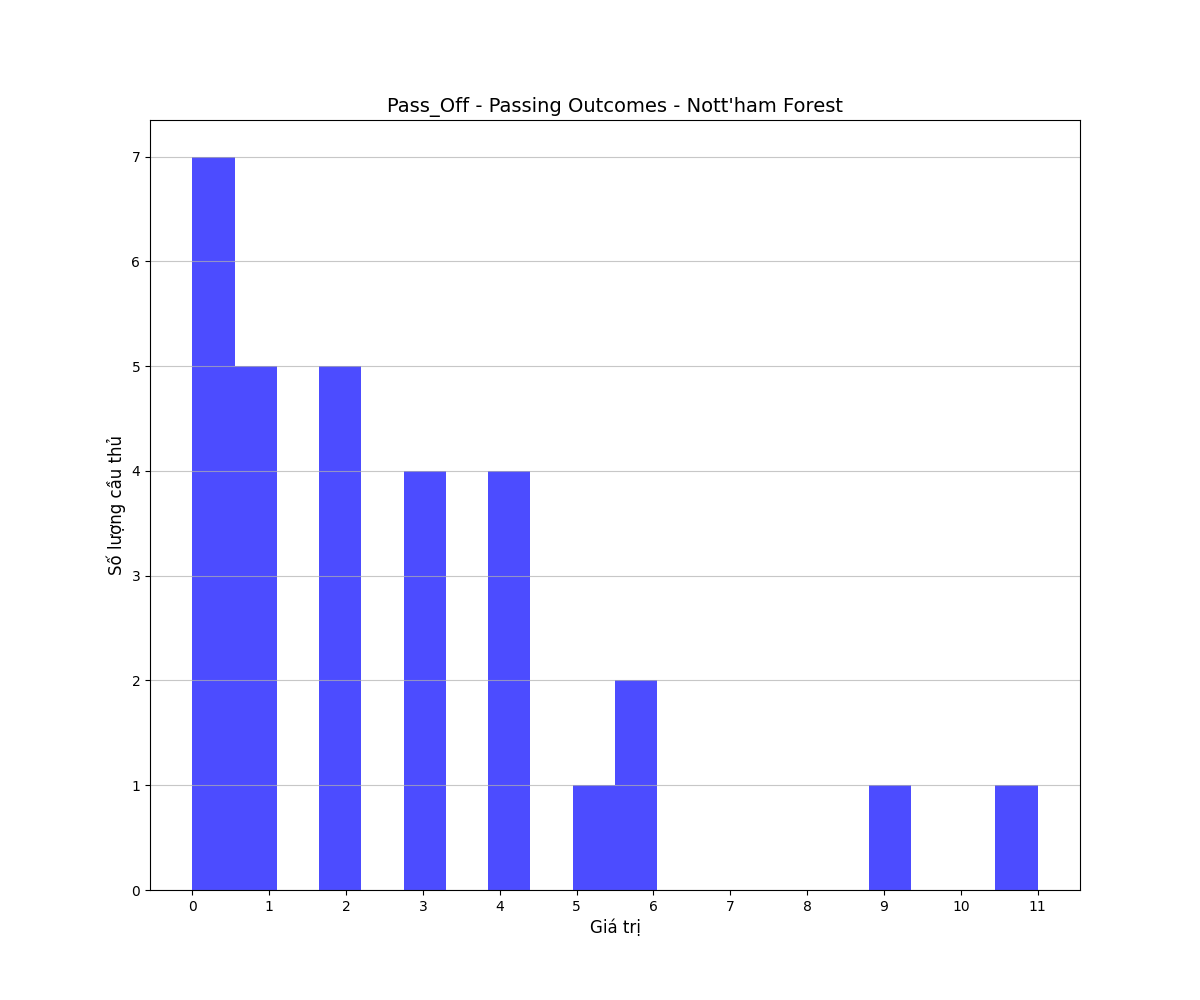 Pass_Off - Passing Outcomes - Nott'ham Forest
7
6
5
4
3
2
1
0
Số lượng cầu thủ
0 1 2 3 4 5 6 7 8 9 10 11
Giá trị